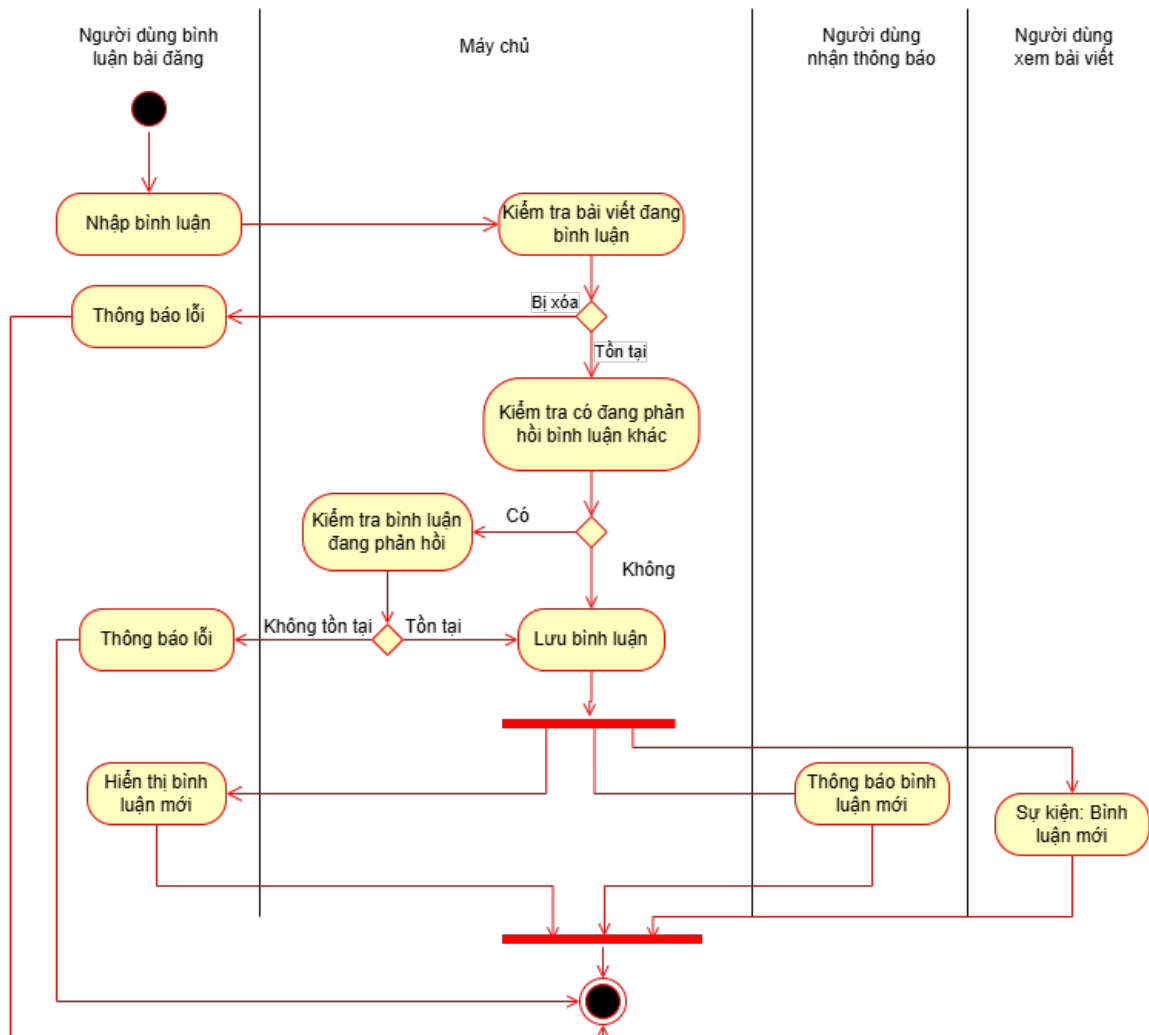 Người dùng bình
luận bài đăng
Máy chủ
Người dùng
nhận thông báo
Người dùng
xem bài viết
Nhập bình luận
Kiểm tra bài viết đang
bình luận
Bị xóa
Thông báo lỗi
Tồn tại
Kiểm tra có đang phản
hồi bình luận khác
Kiểm tra bình luận
đang phản hồi
Có
Không
Thông báo lỗi
Không tồn tại
Tồn tại
Lưu bình luận
Hiển thị bình
luận mới
Thông báo bình
luận mới
Sự kiện: Bình
luận mới